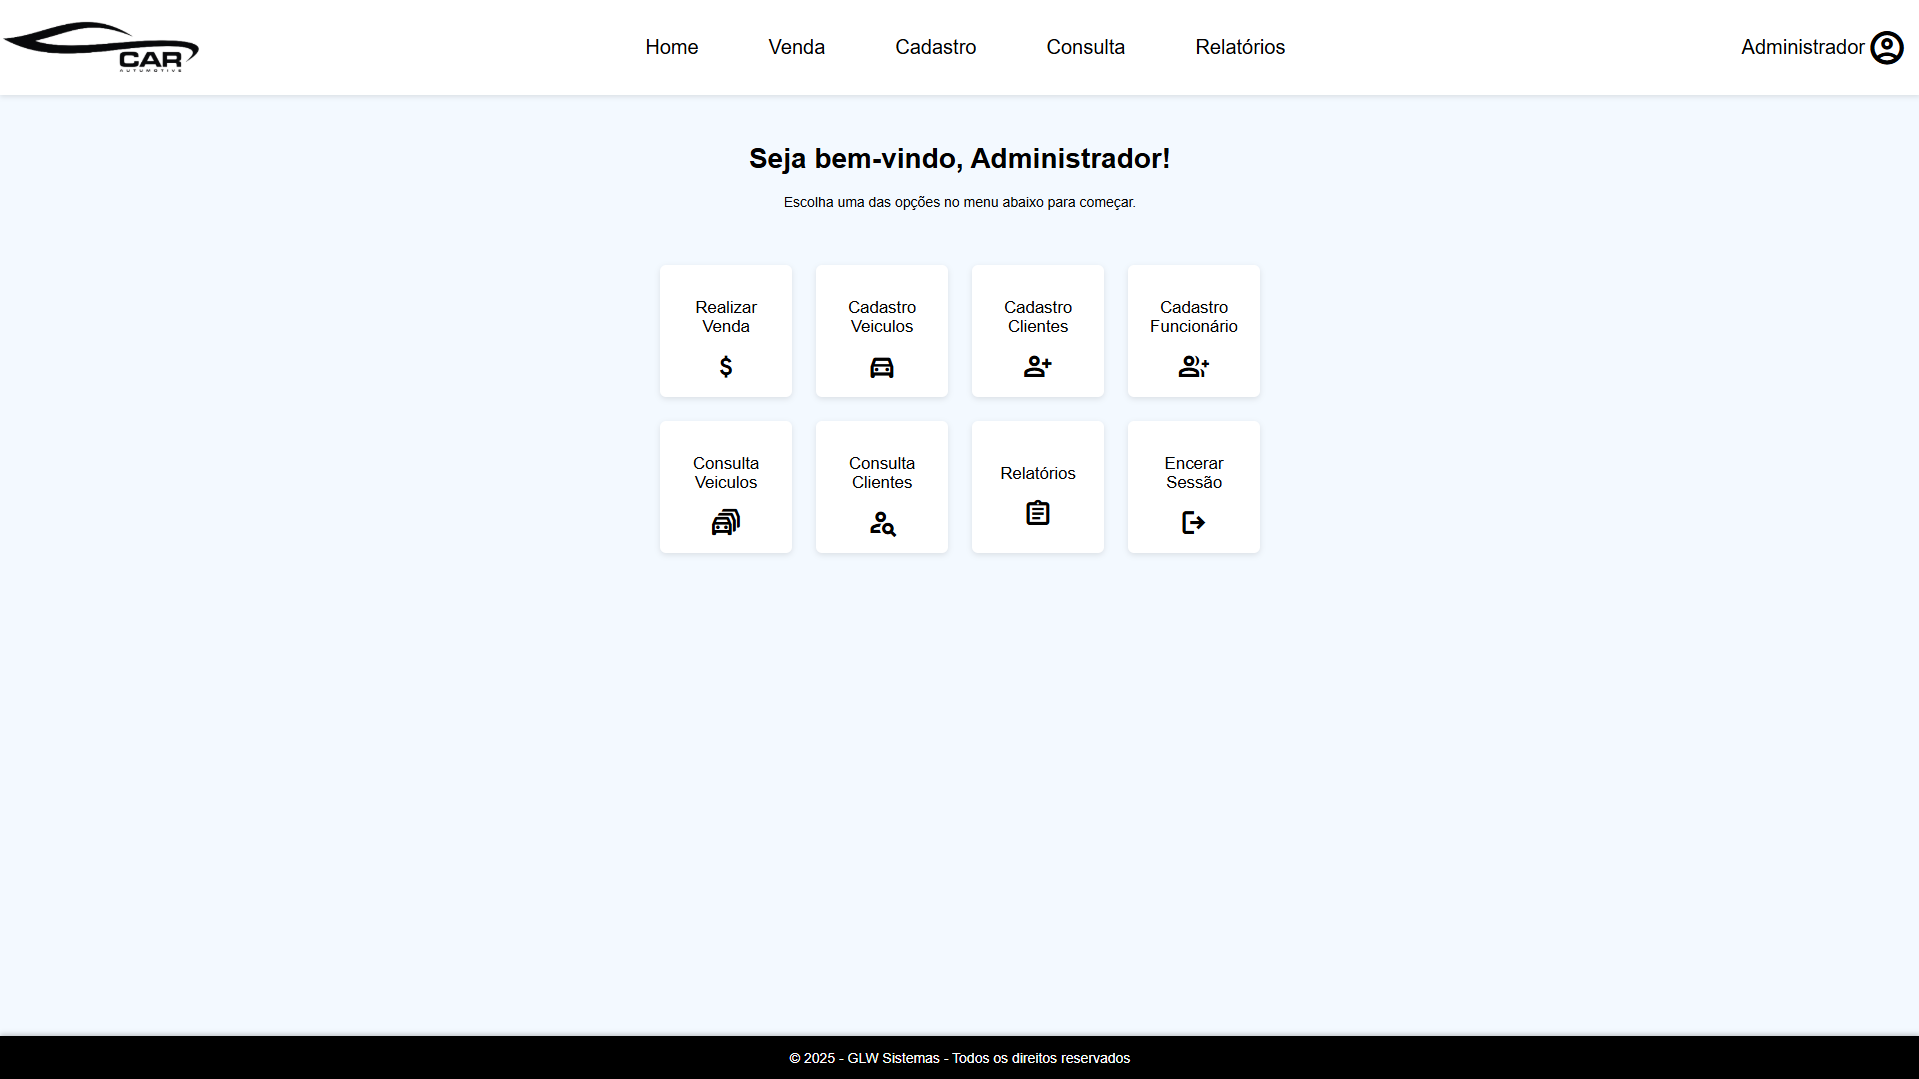 CAR
AUTOMOTIVE
Home
Venda
Cadastro
Consulta
Relatórios
Administrador
Seja bem-vindo, Administrador!
Escolha uma das opções no menu abaixo para começar.
Realizar
Venda
Cadastro
Veiculos
Cadastro
Clientes
Cadastro
Funcionário
Consulta
Veiculos
Consulta
Clientes
Relatórios
Encerar
Sessão
© 2025 - GLW Sistemas - Todos os direitos reservados